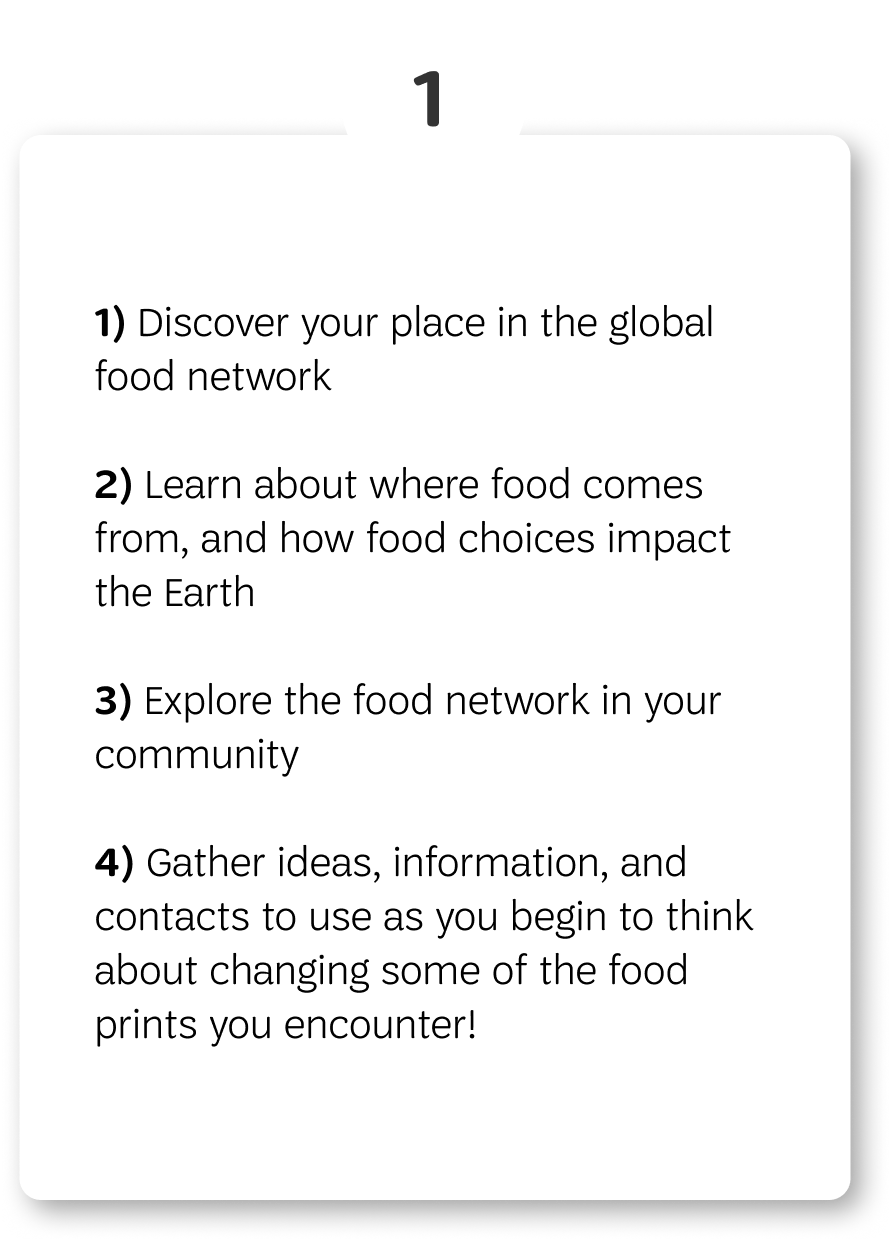 1
1) Discover your place in the global
food network
2) Learn about where food comes
from, and how food choices impact
the Earth
3) Explore the food network in your
community
4) Gather ideas, information, and
contacts to use as you begin to think
about changing some of the food
prints you encounter!